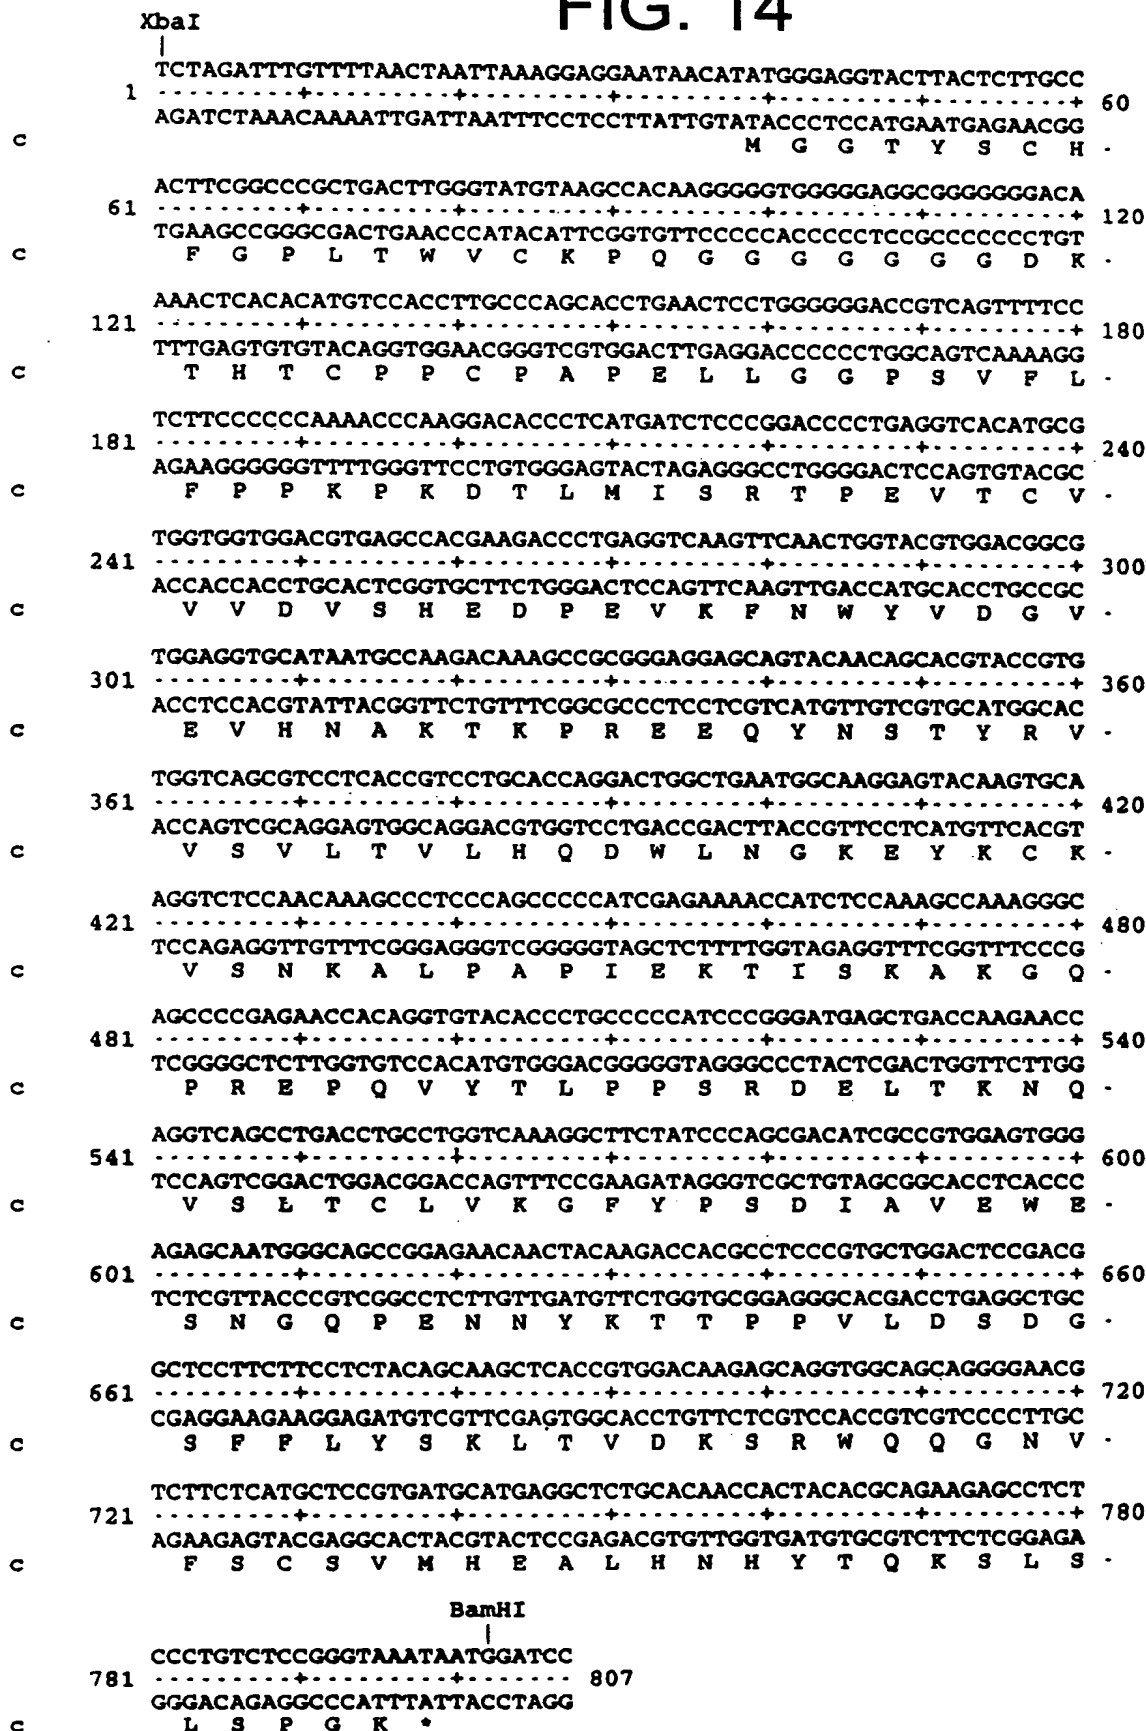 FIG. 14
XbaI
|
TCTAGATTTGTTTTAACTAATTAAAGGAGGAATAACATATGGGAGGTACTTACTCTTGCC
1 ---------+---------+---------+---------+---------+---------+ 60
AGATCTAAACAAAATTGATTAATTTCCTCCTTATTGTATACCCTCCATGAATGAGAACGG
c M G G T Y S C H -
ACTTCGGCCCGCTGACTTGGGTATGTAAGCCACAAGGGGGTGGGGGAGGCGGGGGGGACA
61 ---------+---------+---------+---------+---------+---------+ 120
TGAAGCCGGGCGACTGAACCCATACATTCGGTGTTCCCCCACCCCCTCCGCCCCCCCTGT
c F G P L T W V C K P Q G G G G G G G D K -
AAACTCACACATGTCCACCTTGCCCAGCACCTGAACTCCTGGGGGGACCGTCAGTTTTCC
121 ---------+---------+---------+---------+---------+---------+ 180
TTTGAGTGTGTACAGGTGGAACGGGTCGTGGACTTGAGGACCCCCCTGGCAGTCAAAAGG
c T H T C P P C P A P E L L G G P S V F L -
TCTTCCCCCCAAAACCCAAGGACACCCTCATGATCTCCCGGACCCCTGAGGTCACATGCG
181 ---------+---------+---------+---------+---------+---------+ 240
AGAAGGGGGGTTTTGGGTTCCTGTGGGAGTACTAGAGGGCCTGGGGACTCCAGTGTACGC
c F P P K P K D T L M I S R T P E V T C V -
TGGTGGTGGACGTGAGCCACGAAGACCCTGAGGTCAAGTTCAACTGGTACGTGGACGGCG
241 ---------+---------+---------+---------+---------+---------+ 300
ACCACCACCTGCACTCGGTGCTTCTGGGACTCCAGTTCAAGTTGACCATGCACCTGCCGC
c V V D V S H E D P E V K F N W Y V D G V -
TGGAGGTGCATAATGCCAAGACAAAGCCGCGGGAGGAGCAGTACAACAGCACGTACCGTG
301 ---------+---------+---------+---------+---------+---------+ 360
ACCTCCACGTATTACGGTTCTGTTTCGGCGCCCTCCTCGTCATGTTGTCGTGCATGGCAC
c E V H N A K T K P R E E Q Y N S T Y R V -
TGGTCAGCGTCCTCACCGTCCTGCACCAGGACTGGCTGAATGGCAAGGAGTACAAGTGCA
361 ---------+---------+---------+---------+---------+---------+ 420
ACCAGTCGCAGGAGTGGCAGGACGTGGTCCTGACCGACTTACCGTTCCTCATGTTCACGT
c V S V L T V L H Q D W L N G K E Y K C K -
AGGTCTCCAACAAAGCCCTCCCAGCCCCCATCGAGAAAACCATCTCCAAAGCCAAAGGGC
421 ---------+---------+---------+---------+---------+---------+ 480
TCCAGAGGTTGTTTCGGGAGGGTCGGGGGTAGCTCTTTTGGTAGAGGTTTCGGTTTCCCG
c V S N K A L P A P I E K T I S K A K G Q -
AGCCCCGAGAACCACAGGTGTACACCCTGCCCCCATCCCGGGATGAGCTGACCAAGAACC
481 ---------+---------+---------+---------+---------+---------+ 540
TCGGGGCTCTTGGTGTCCACATGTGGGACGGGGGTAGGGCCCTACTCGACTGGTTCTTGG
c P R E P Q V Y T L P P S R D E L T K N Q -
AGGTCAGCCTGACCTGCCTGGTCAAAGGCTTCTATCCCAGCGACATCGCCGTGGAGTGGG
541 ---------+---------+---------+---------+---------+---------+ 600
TCCAGTCGGACTGGACGGACCAGTTTCCGAAGATAGGGTCGCTGTAGCGGCACCTCACCC
c V S L T C L V K G F Y P S D I A V E W E -
AGAGCAATGGGCAGCCGGAGAACAACTACAAGACCACGCCTCCCGTGCTGGACTCCGACG
601 ---------+---------+---------+---------+---------+---------+ 660
TCTCGTTACCCGTCGGCCTCTTGTTGATGTTCTGGTGCGGAGGGCACGACCTGAGGCTGC
c S N G Q P E N N Y K T T P P V L D S D G -
GCTCCTTCTTCCTCTACAGCAAGCTCACCGTGGACAAGAGCAGGTGGCAGCAGGGGAACG
661 ---------+---------+---------+---------+---------+---------+ 720
CGAGGAAGAAGGAGATGTCGTTCGAGTGGCACCTGTTCTCGTCCACCGTCGTCCCCTTGC
c S F F L Y S K L T V D K S R W Q Q G N V -
TCTTCTCATGCTCCGTGATGCATGAGGCTCTGCACAACCACTACACGCAGAAGAGCCTCT
721 ---------+---------+---------+---------+---------+---------+ 780
AGAAGAGTACGAGGCACTACGTACTCCGAGACGTGTTGGTGATGTGCGTCTTCTCGGAGA
c F S C S V M H E A L H N H Y T Q K S L S -
BamHI
|
CCCTGTCTCCGGGTAAATAATGGATCC
781 ---------+---------+------- 807
GGGACAGAGGCCCATTTATTACCTAGG
c L S P G K *